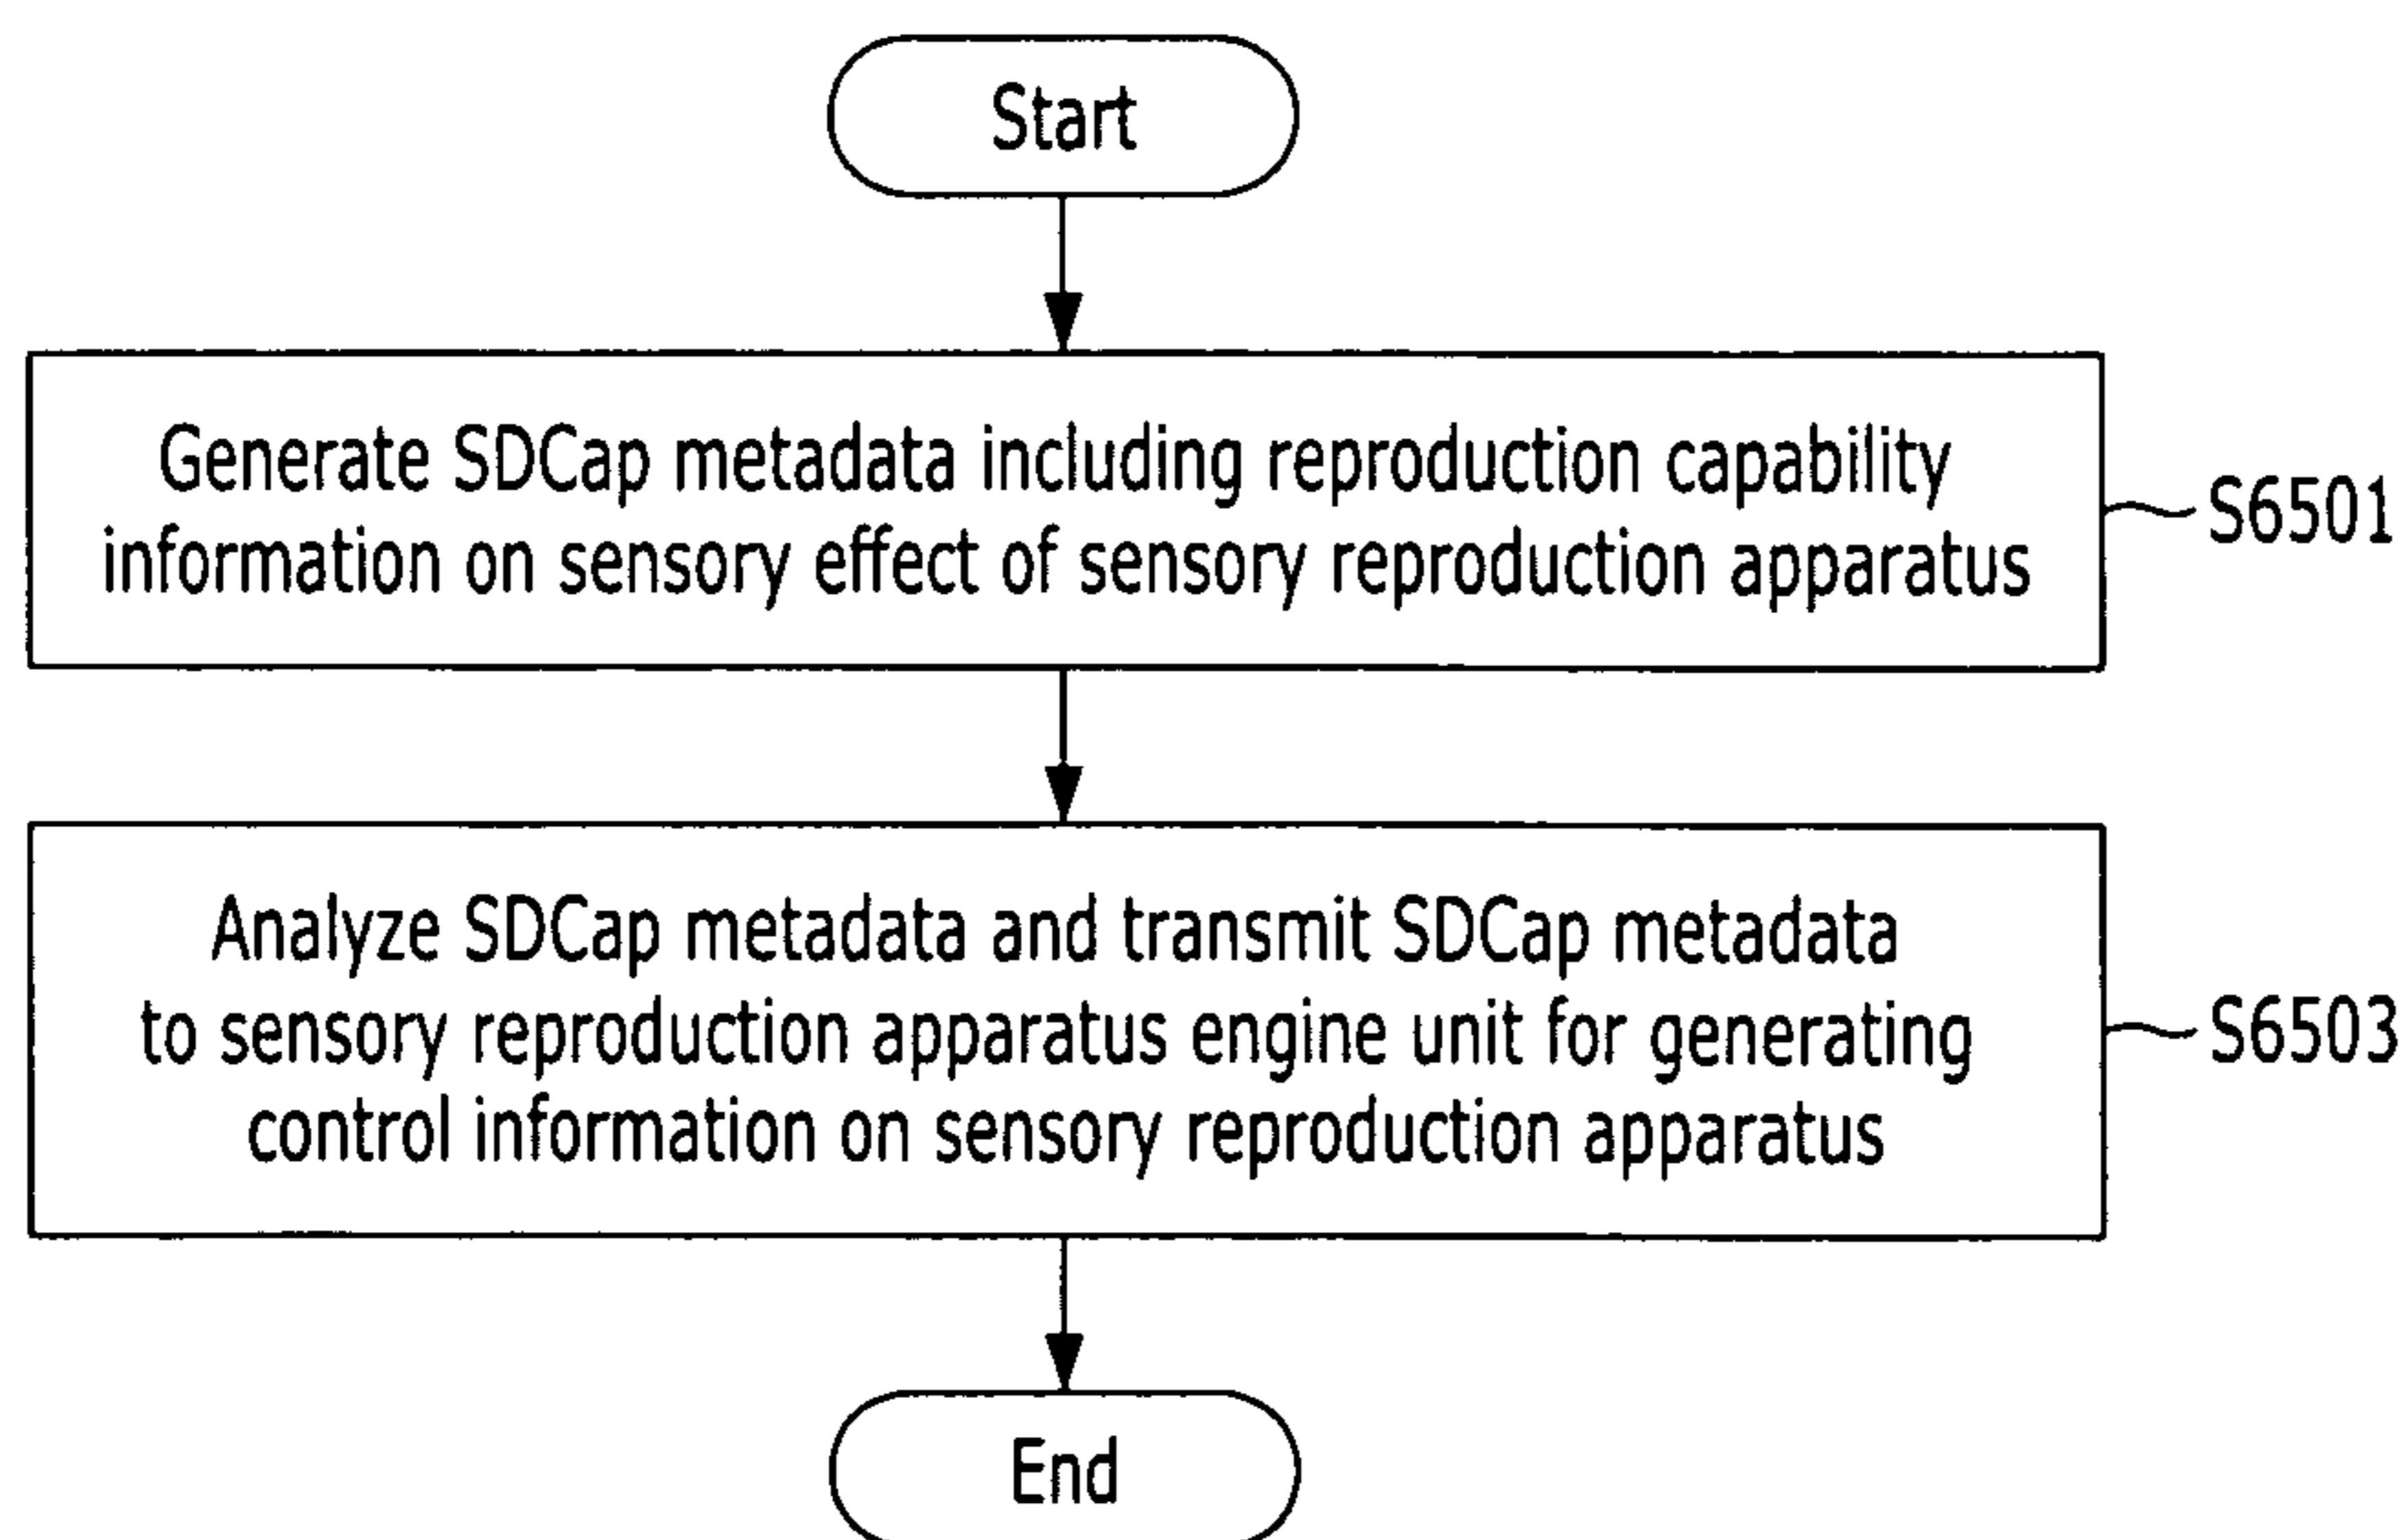 Start
Generate SDCap metadata including reproduction capability
information on sensory effect of sensory reproduction apparatus
S6501
Analyze SDCap metadata and transmit SDCap metadata
to sensory reproduction apparatus engine unit for generating
control information on sensory reproduction apparatus
S6503
End